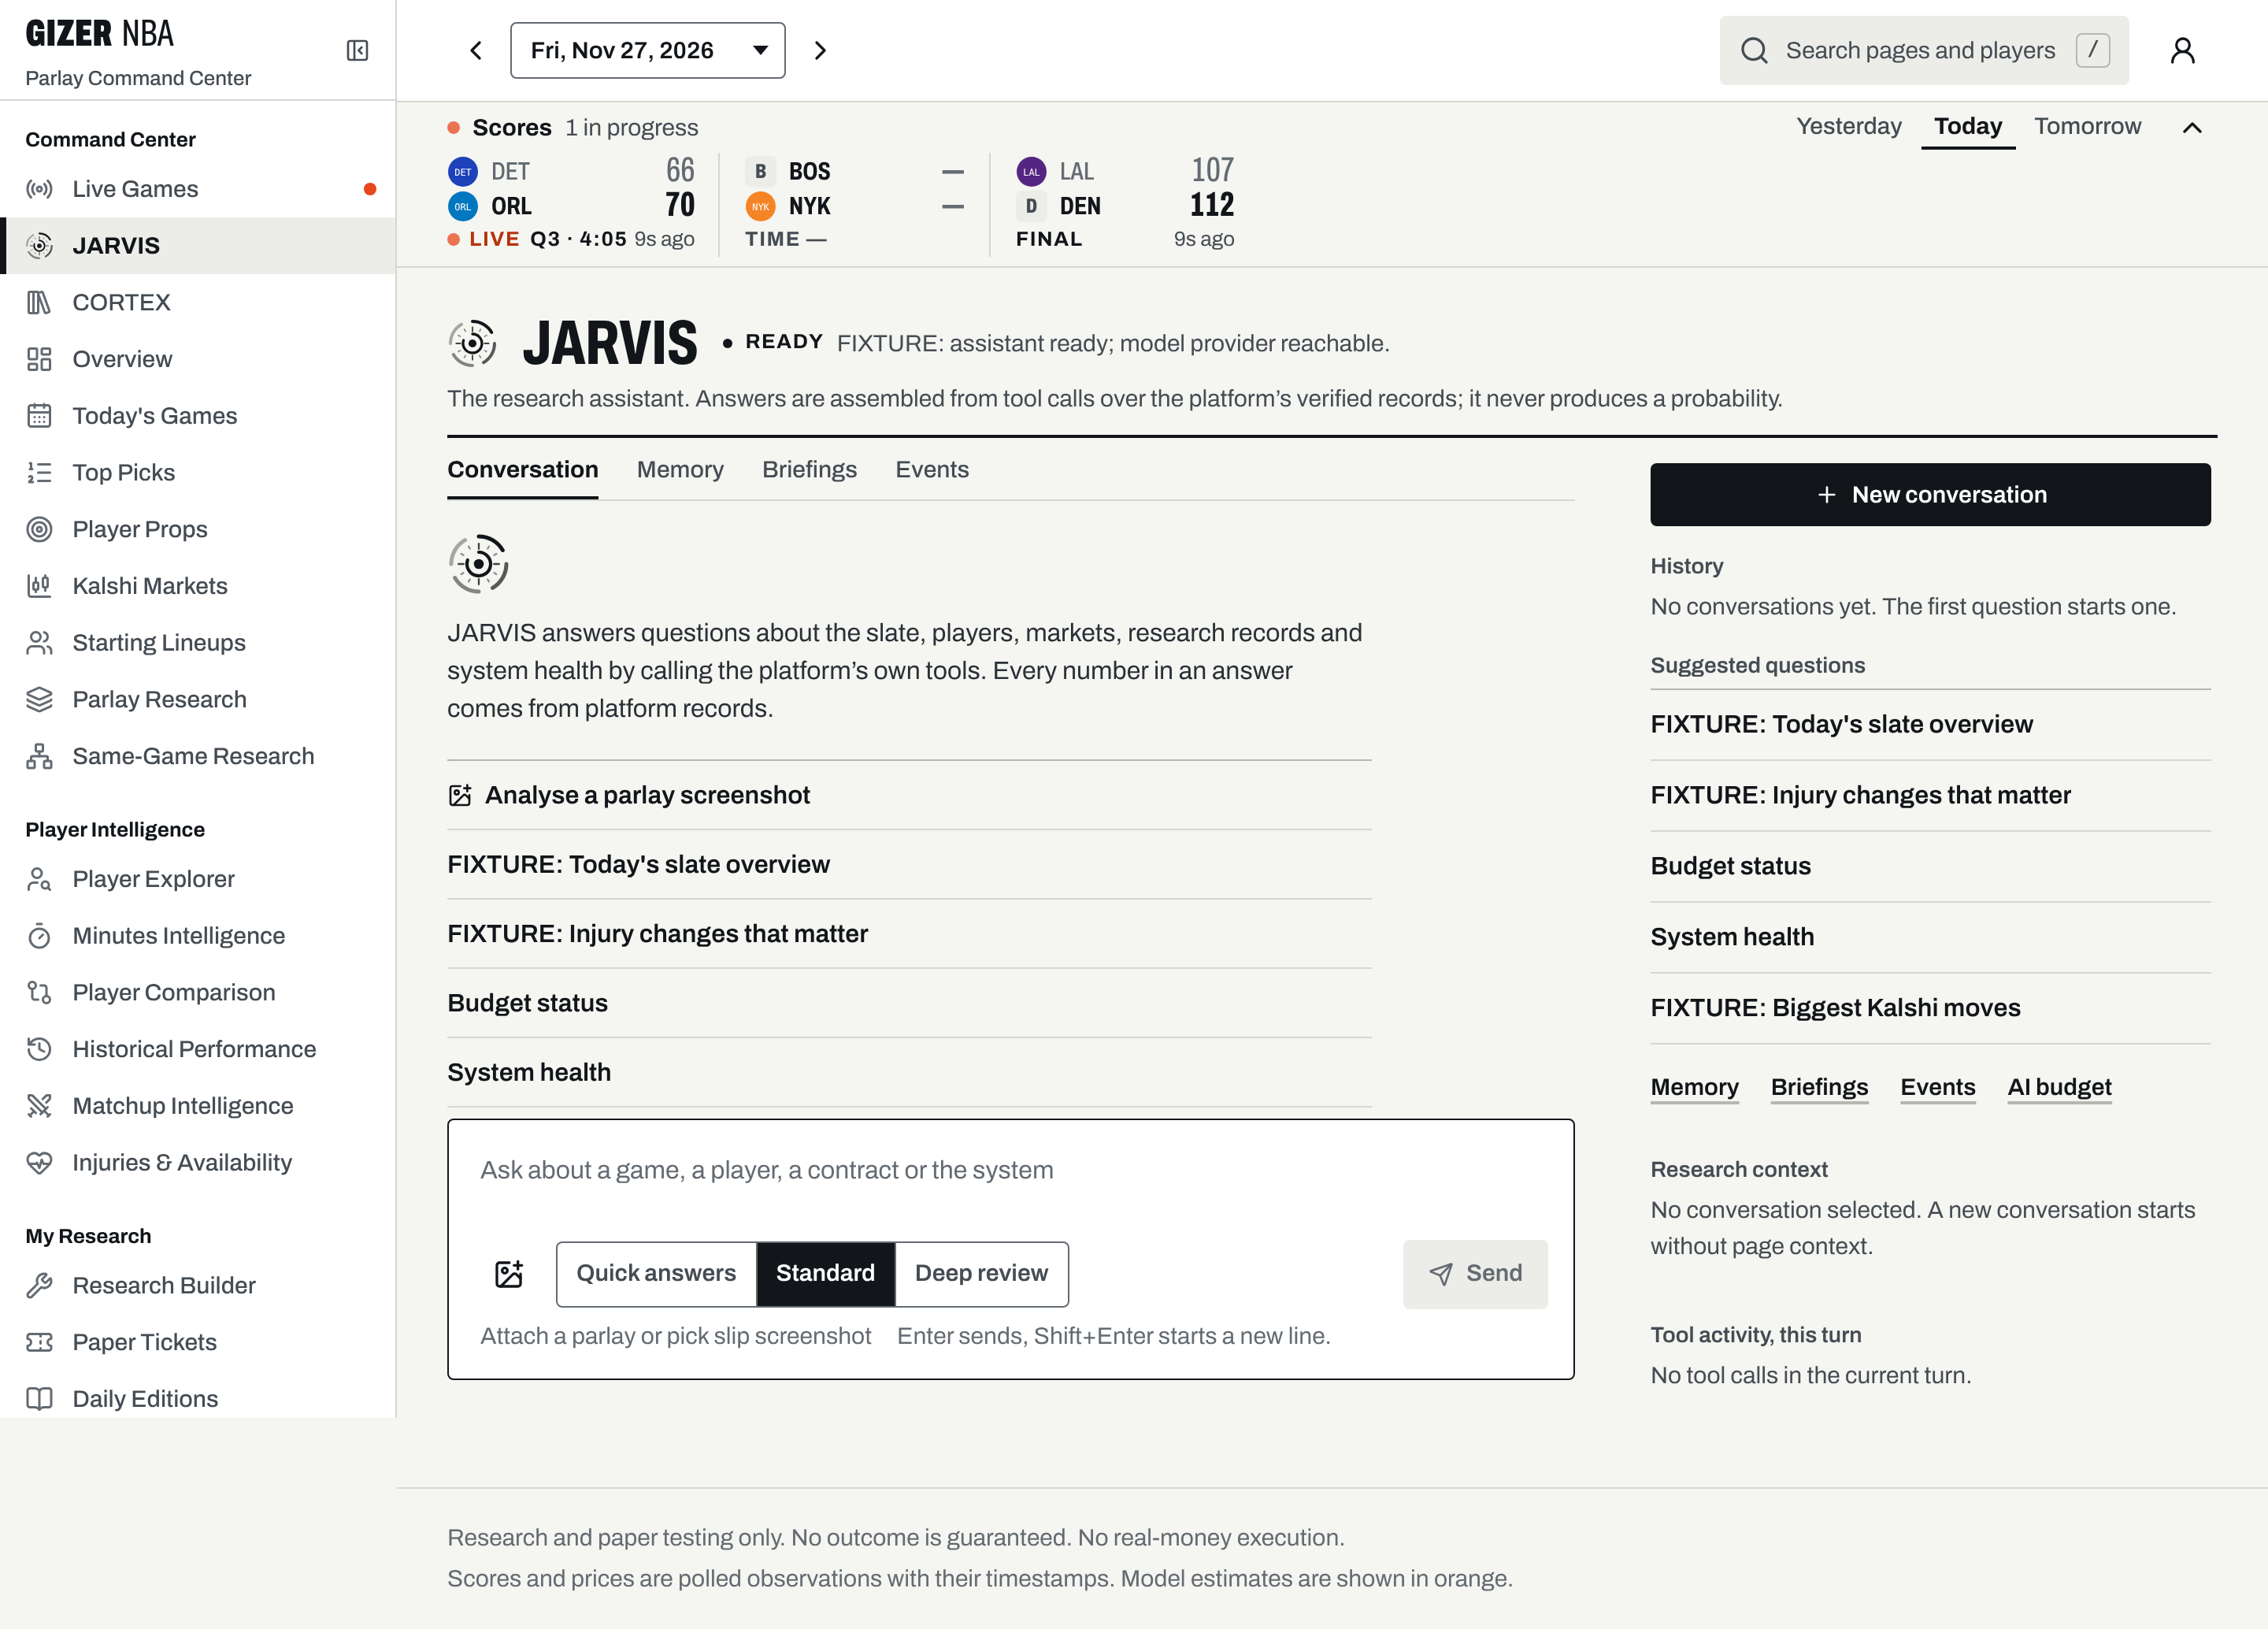 GIZER NBA
Parlay Command Center
Fri, Nov 27, 2026
Search pages and players /
Command Center
Live Games
JARVIS
CORTEX
Overview
Today's Games
Top Picks
Player Props
Kalshi Markets
Starting Lineups
Parlay Research
Same-Game Research
Player Intelligence
Player Explorer
Minutes Intelligence
Player Comparison
Historical Performance
Matchup Intelligence
Injuries & Availability
My Research
Research Builder
Paper Tickets
Daily Editions
Scores 1 in progress
Yesterday Today Tomorrow
DET DET 66
ORL ORL 70
LIVE Q3 · 4:05 9s ago
B BOS —
NYK NYK —
TIME —
LAL LAL 107
D DEN 112
FINAL 9s ago
JARVIS • READY FIXTURE: assistant ready; model provider reachable.
The research assistant. Answers are assembled from tool calls over the platform’s verified records; it never produces a probability.
Conversation Memory Briefings Events
JARVIS answers questions about the slate, players, markets, research records and
system health by calling the platform’s own tools. Every number in an answer
comes from platform records.
Analyse a parlay screenshot
FIXTURE: Today's slate overview
FIXTURE: Injury changes that matter
Budget status
System health
Ask about a game, a player, a contract or the system
Quick answers Standard Deep review Send
Attach a parlay or pick slip screenshot Enter sends, Shift+Enter starts a new line.
+ New conversation
History
No conversations yet. The first question starts one.
Suggested questions
FIXTURE: Today's slate overview
FIXTURE: Injury changes that matter
Budget status
System health
FIXTURE: Biggest Kalshi moves
Memory Briefings Events AI budget
Research context
No conversation selected. A new conversation starts
without page context.
Tool activity, this turn
No tool calls in the current turn.
Research and paper testing only. No outcome is guaranteed. No real-money execution.
Scores and prices are polled observations with their timestamps. Model estimates are shown in orange.